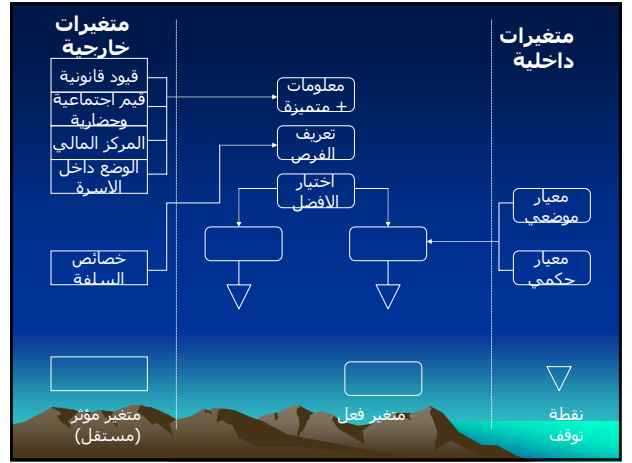 متغيرات
خارجية
متغيرات
داخلية
قيود قانونية
قيم اجتماعية
وحضارية
المركز المالي
الوضع داخل
الاسرة
خصائص
السلفة
معلومات
متميزة +
تعريف
الفرص
اختيار
الافضل
معيار
موضعي
معيار
حكمي
متغير مؤثر
(مستقل)
متغير فعل
نقطة
توقف